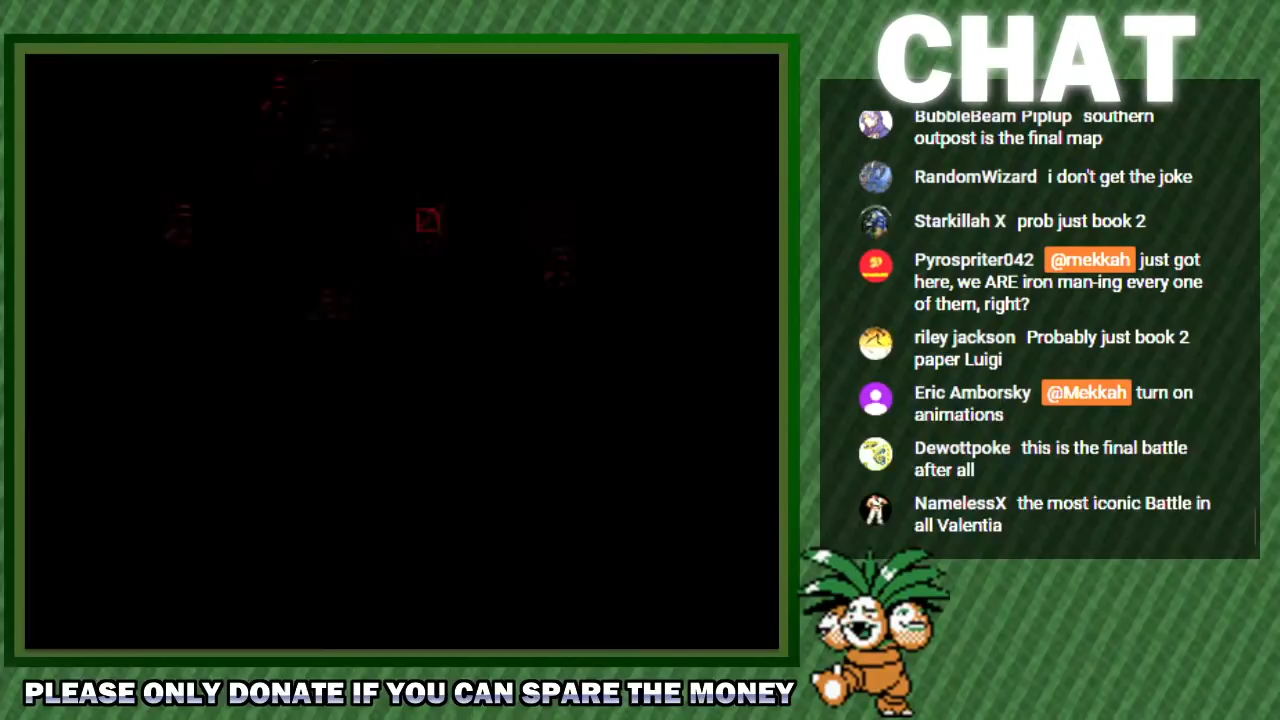 CHAT
BubbleBeam Piplup southern
outpost is the final map
RandomWizard i don't get the joke
Starkillah X prob just book 2
Pyrospriter042 @mekkah just got
here, we ARE iron man-ing every one
of them, right?
riley jackson Probably just book 2
paper Luigi
Eric Amborsky @Mekkah turn on
animations
Dewottpoke this is the final battle
after all
NamelessX the most iconic Battle in
all Valentia
PLEASE ONLY DONATE IF YOU CAN SPARE THE MONEY